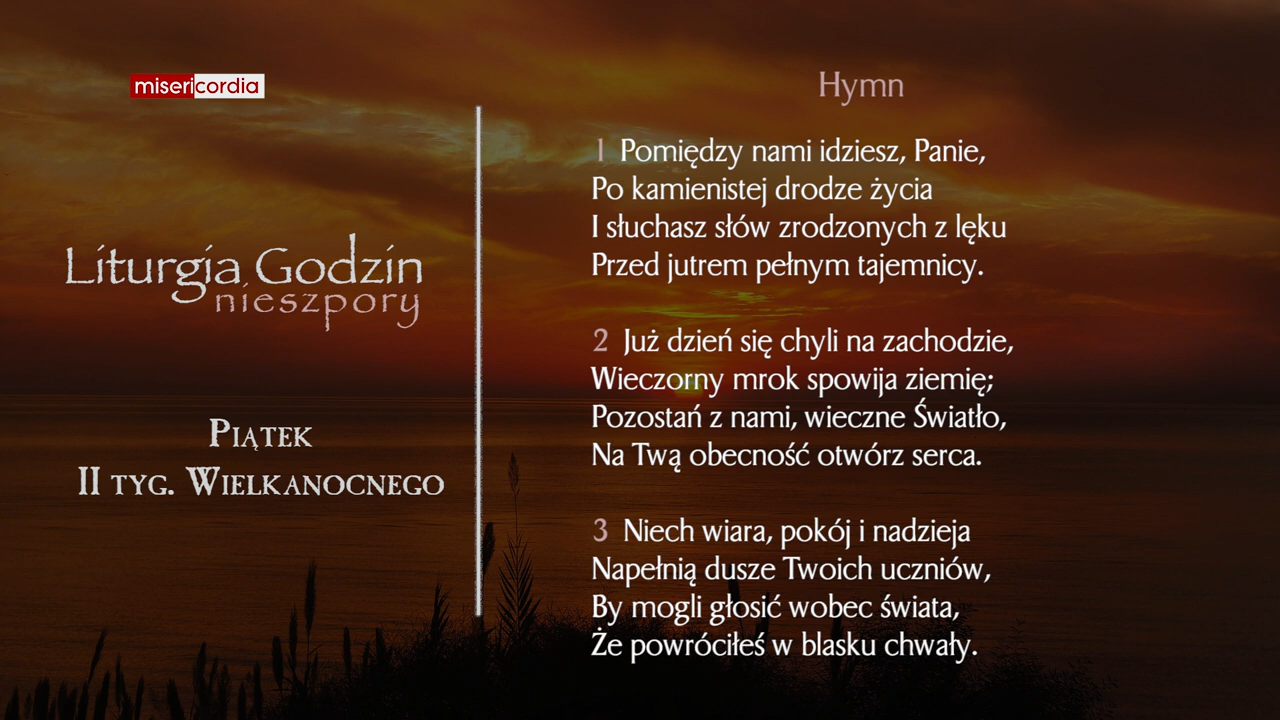 misericordia
Liturgia Godzin
nieszpory
Piątek
II tyg. Wielkanocnego
Hymn
1 Pomiędzy nami idziesz, Panie,
Po kamienistej drodze życia
I słuchasz słów zrodzonych z lęku
Przed jutrem pełnym tajemnicy.
2 Już dzień się chyli na zachodzie,
Wieczorny mrok spowija ziemię;
Pozostań z nami, wieczne Światło,
Na Twą obecność otwórz serca.
3 Niech wiara, pokój i nadzieja
Napełnią dusze Twoich uczniów,
By mogli głosić wobec świata,
Że powróciłeś w blasku chwały.